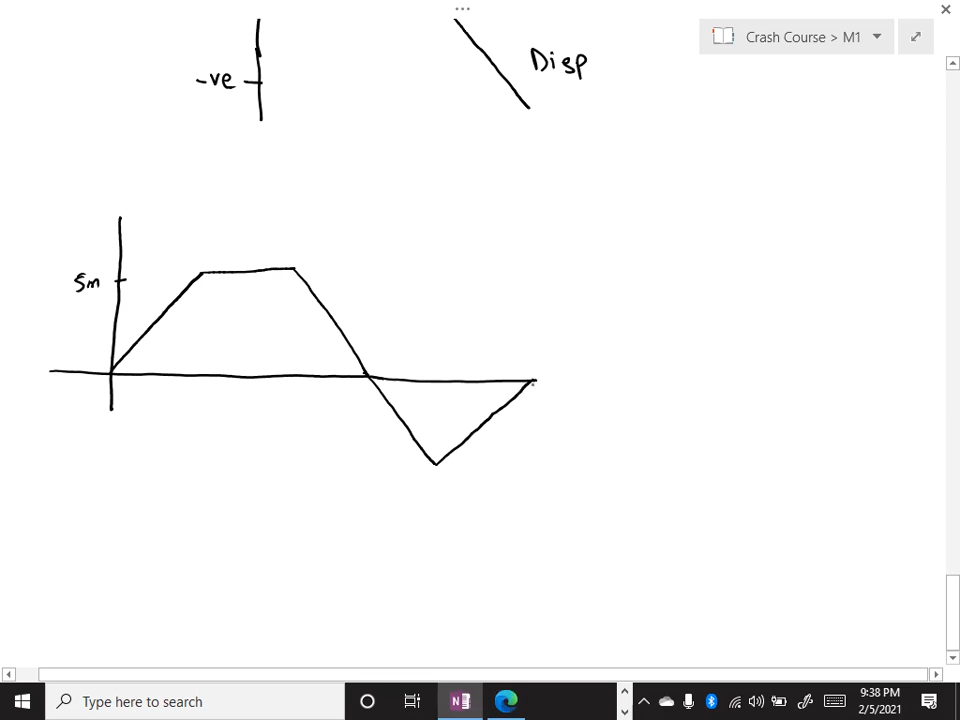 Crash Course > M1
Disp
-ve
5m
Type here to search
9:38 PM
2/5/2021